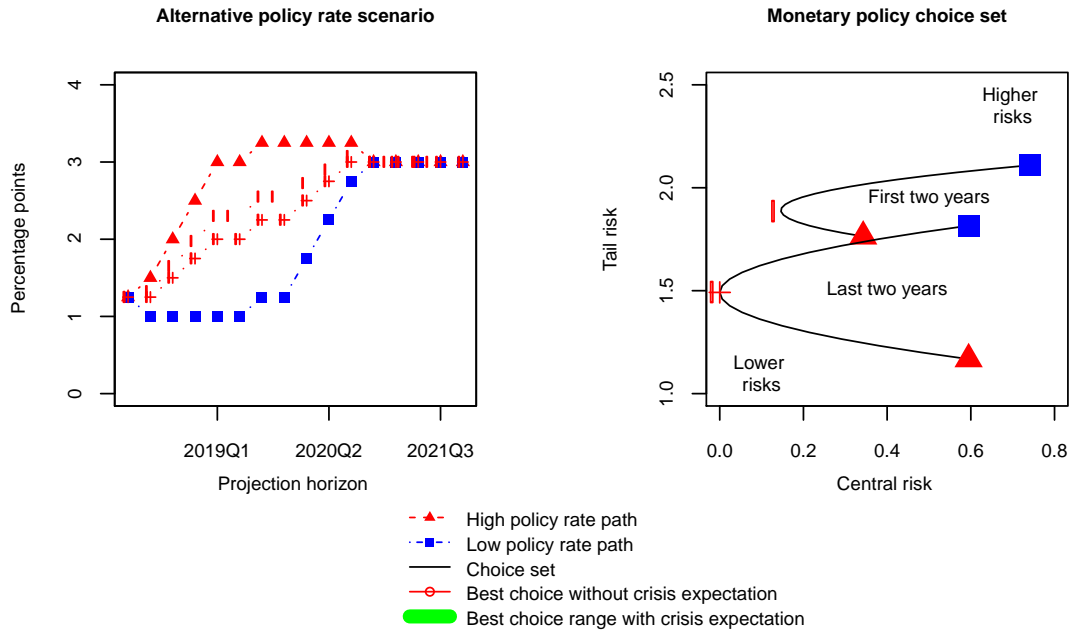 Alternative policy rate scenario
Percentage points
4
3
2
1
0
2019Q1 2020Q2 2021Q3
Projection horizon
Monetary policy choice set
Tail risk
2.5
2.0
1.5
1.0
Higher
risks
First two years
Last two years
Lower
risks
0.0 0.2 0.4 0.6 0.8
Central risk
High policy rate path
Low policy rate path
Choice set
Best choice without crisis expectation
Best choice range with crisis expectation